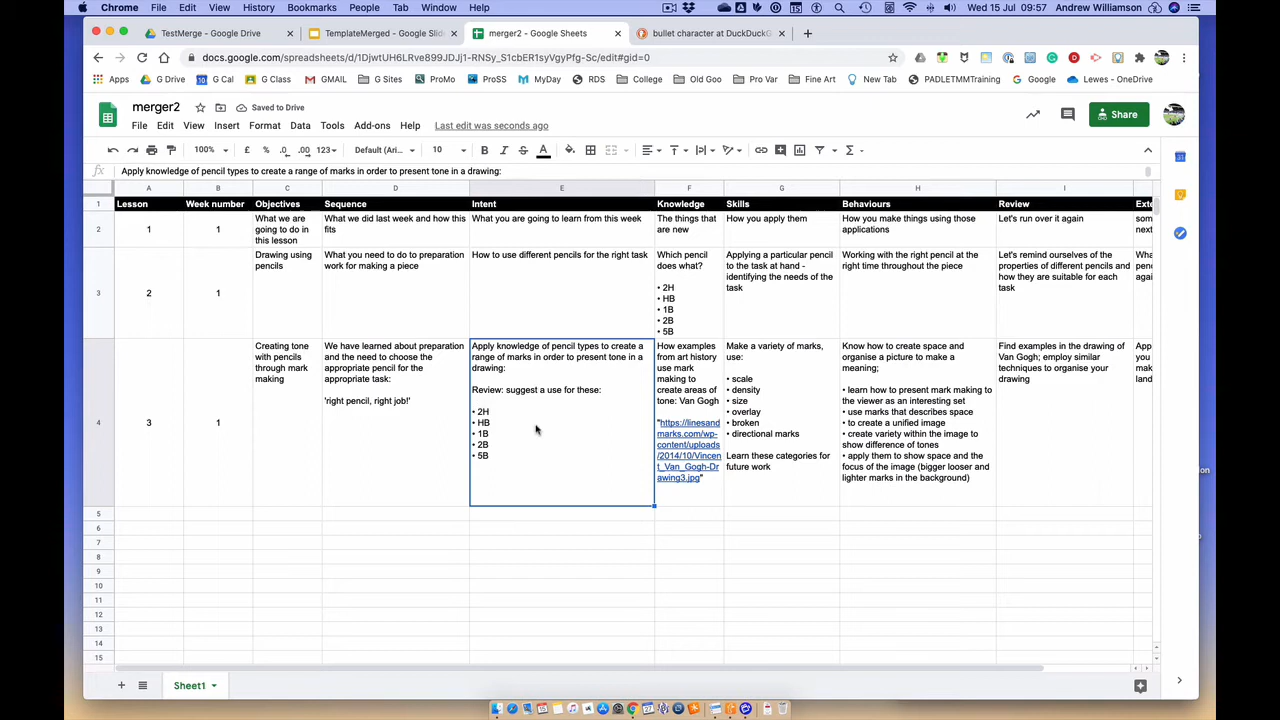 Chrome File Edit View History Bookmarks People Tab Window Help Wed 15 Jul 09:57 Andrew Williamson
TestMerge - Google Drive
TemplateMerged - Google Slid
merger2 - Google Sheets
bullet character at DuckDuckG
Apps G Drive G Cal G Class GMAIL G Sites ProMo ProSS MyDay RDS College Old Goo Pro Var Fine Art New Tab PADLETMMTraining Google Lewes - OneDrive
merger2
Saved to Drive
Share
File Edit View Insert Format Data Tools Add-ons Help Last edit was seconds ago
100% £ % .0 .00 123 Default (Ari... 10 B I S A
fx Apply knowledge of pencil types to create a range of marks in order to present tone in a drawing:
A B C D E F G H I
1 Lesson Week number Objectives Sequence Intent Knowledge Skills Behaviours Review Exte
2
1
1
What we are
going to do in
this lesson
What we did last week and how this
fits
What you are going to learn from this week
The things that
are new
How you apply them
How you make things using those
applications
Let's run over it again
som
next
3
2
1
Drawing using
pencils
What you need to do to preparation
work for making a piece
How to use different pencils for the right task
Which pencil
does what?
• 2H
• HB
• 1B
• 2B
• 5B
Applying a particular pencil
to the task at hand -
identifying the needs of the
task
Working with the right pencil at the
right time throughout the piece
Let's remind ourselves of the
properties of different pencils and
how they are suitable for each
task
Wha
pen
agai
4
3
1
Creating tone
with pencils
through mark
making
We have learned about preparation
and the need to choose the
appropriate pencil for the
appropriate task:
'right pencil, right job!'
Apply knowledge of pencil types to create a
range of marks in order to present tone in a
drawing:
Review: suggest a use for these:
• 2H
• HB
• 1B
• 2B
• 5B
How examples
from art history
use mark
making to
create areas of
tone: Van Gogh
"https://linesand
marks.com/wp-
content/uploads
/2014/10/Vincen
t_Van_Gogh-Dr
awing3.jpg"
Make a variety of marks,
use:
• scale
• density
• size
• overlay
• broken
• directional marks
Learn these categories for
future work
Know how to create space and
organise a picture to make a
meaning;
• learn how to present mark making to
the viewer as an interesting set
• use marks that describes space
• to create a unified image
• create variety within the image to
show difference of tones
• apply them to show space and the
focus of the image (bigger looser and
lighter marks in the background)
Find examples in the drawing of
Van Gogh; employ similar
techniques to organise your
drawing
App
you
mak
land
5
6
7
8
9
10
11
12
13
14
15
Sheet1